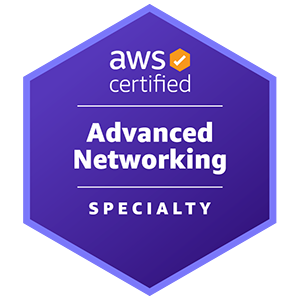 aws
certified
Advanced
Networking
SPECIALTY